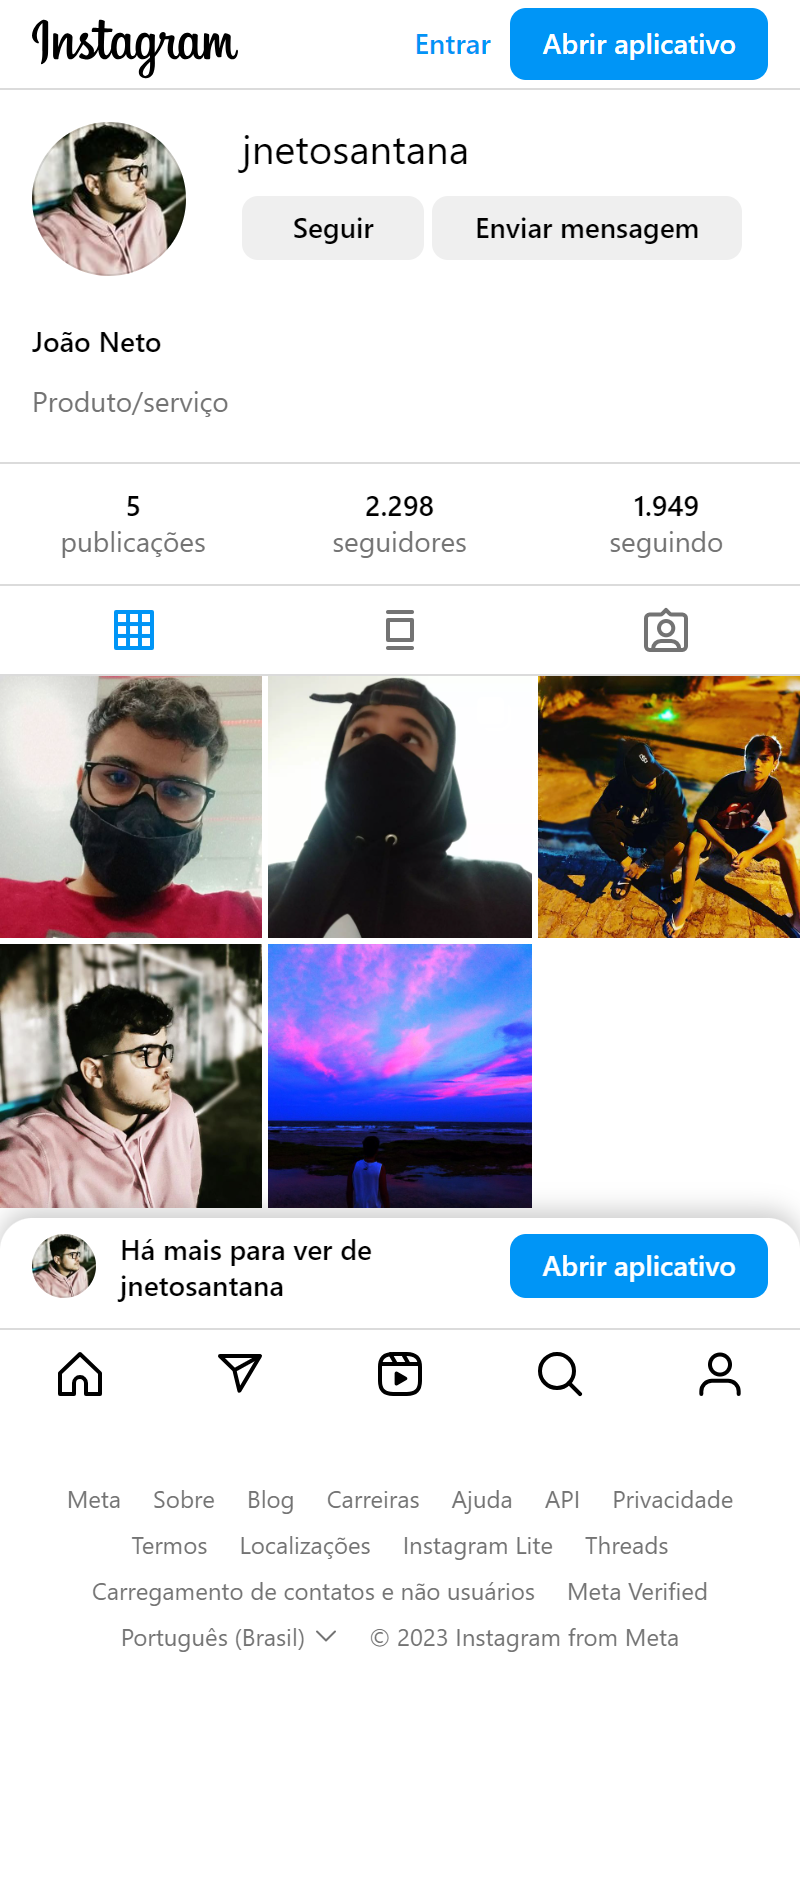 Instagram
Entrar
Abrir aplicativo
jnetosantana
Seguir
Enviar mensagem
João Neto
Produto/serviço
5
publicações
2.298
seguidores
1.949
seguindo
Há mais para ver de
jnetosantana
Abrir aplicativo
Meta Sobre Blog Carreiras Ajuda API Privacidade
Termos Localizações Instagram Lite Threads
Carregamento de contatos e não usuários Meta Verified
Português (Brasil) © 2023 Instagram from Meta